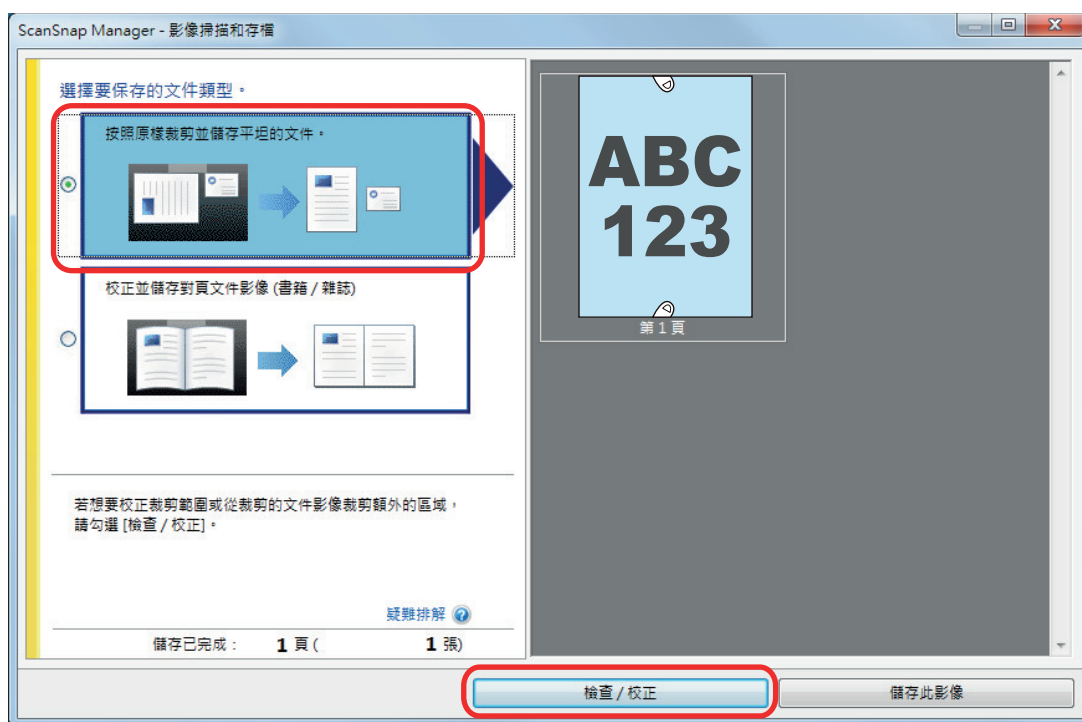 ScanSnap Manager - 影像掃描和存檔
選擇要保存的文件類型。
按照原樣裁剪並儲存平坦的文件。
校正並儲存對頁文件影像 (書籍 / 雜誌)
若想要校正裁剪範圍或從裁剪的文件影像裁剪額外的區域，
請勾選 [檢查 / 校正]。
疑難排解 ?
儲存已完成： 1 頁 ( 1 張)
ABC
123
第 1 頁
檢查 / 校正
儲存此影像